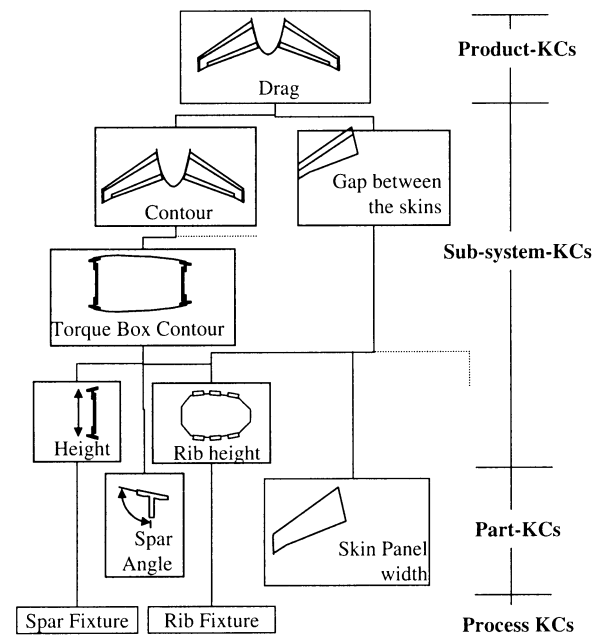 Product-KCs
Drag
Contour
Gap between
the skins
Sub-system-KCs
Torque Box Contour
Height
Rib height
Spar
Angle
Skin Panel
width
Part-KCs
Spar Fixture
Rib Fixture
Process KCs